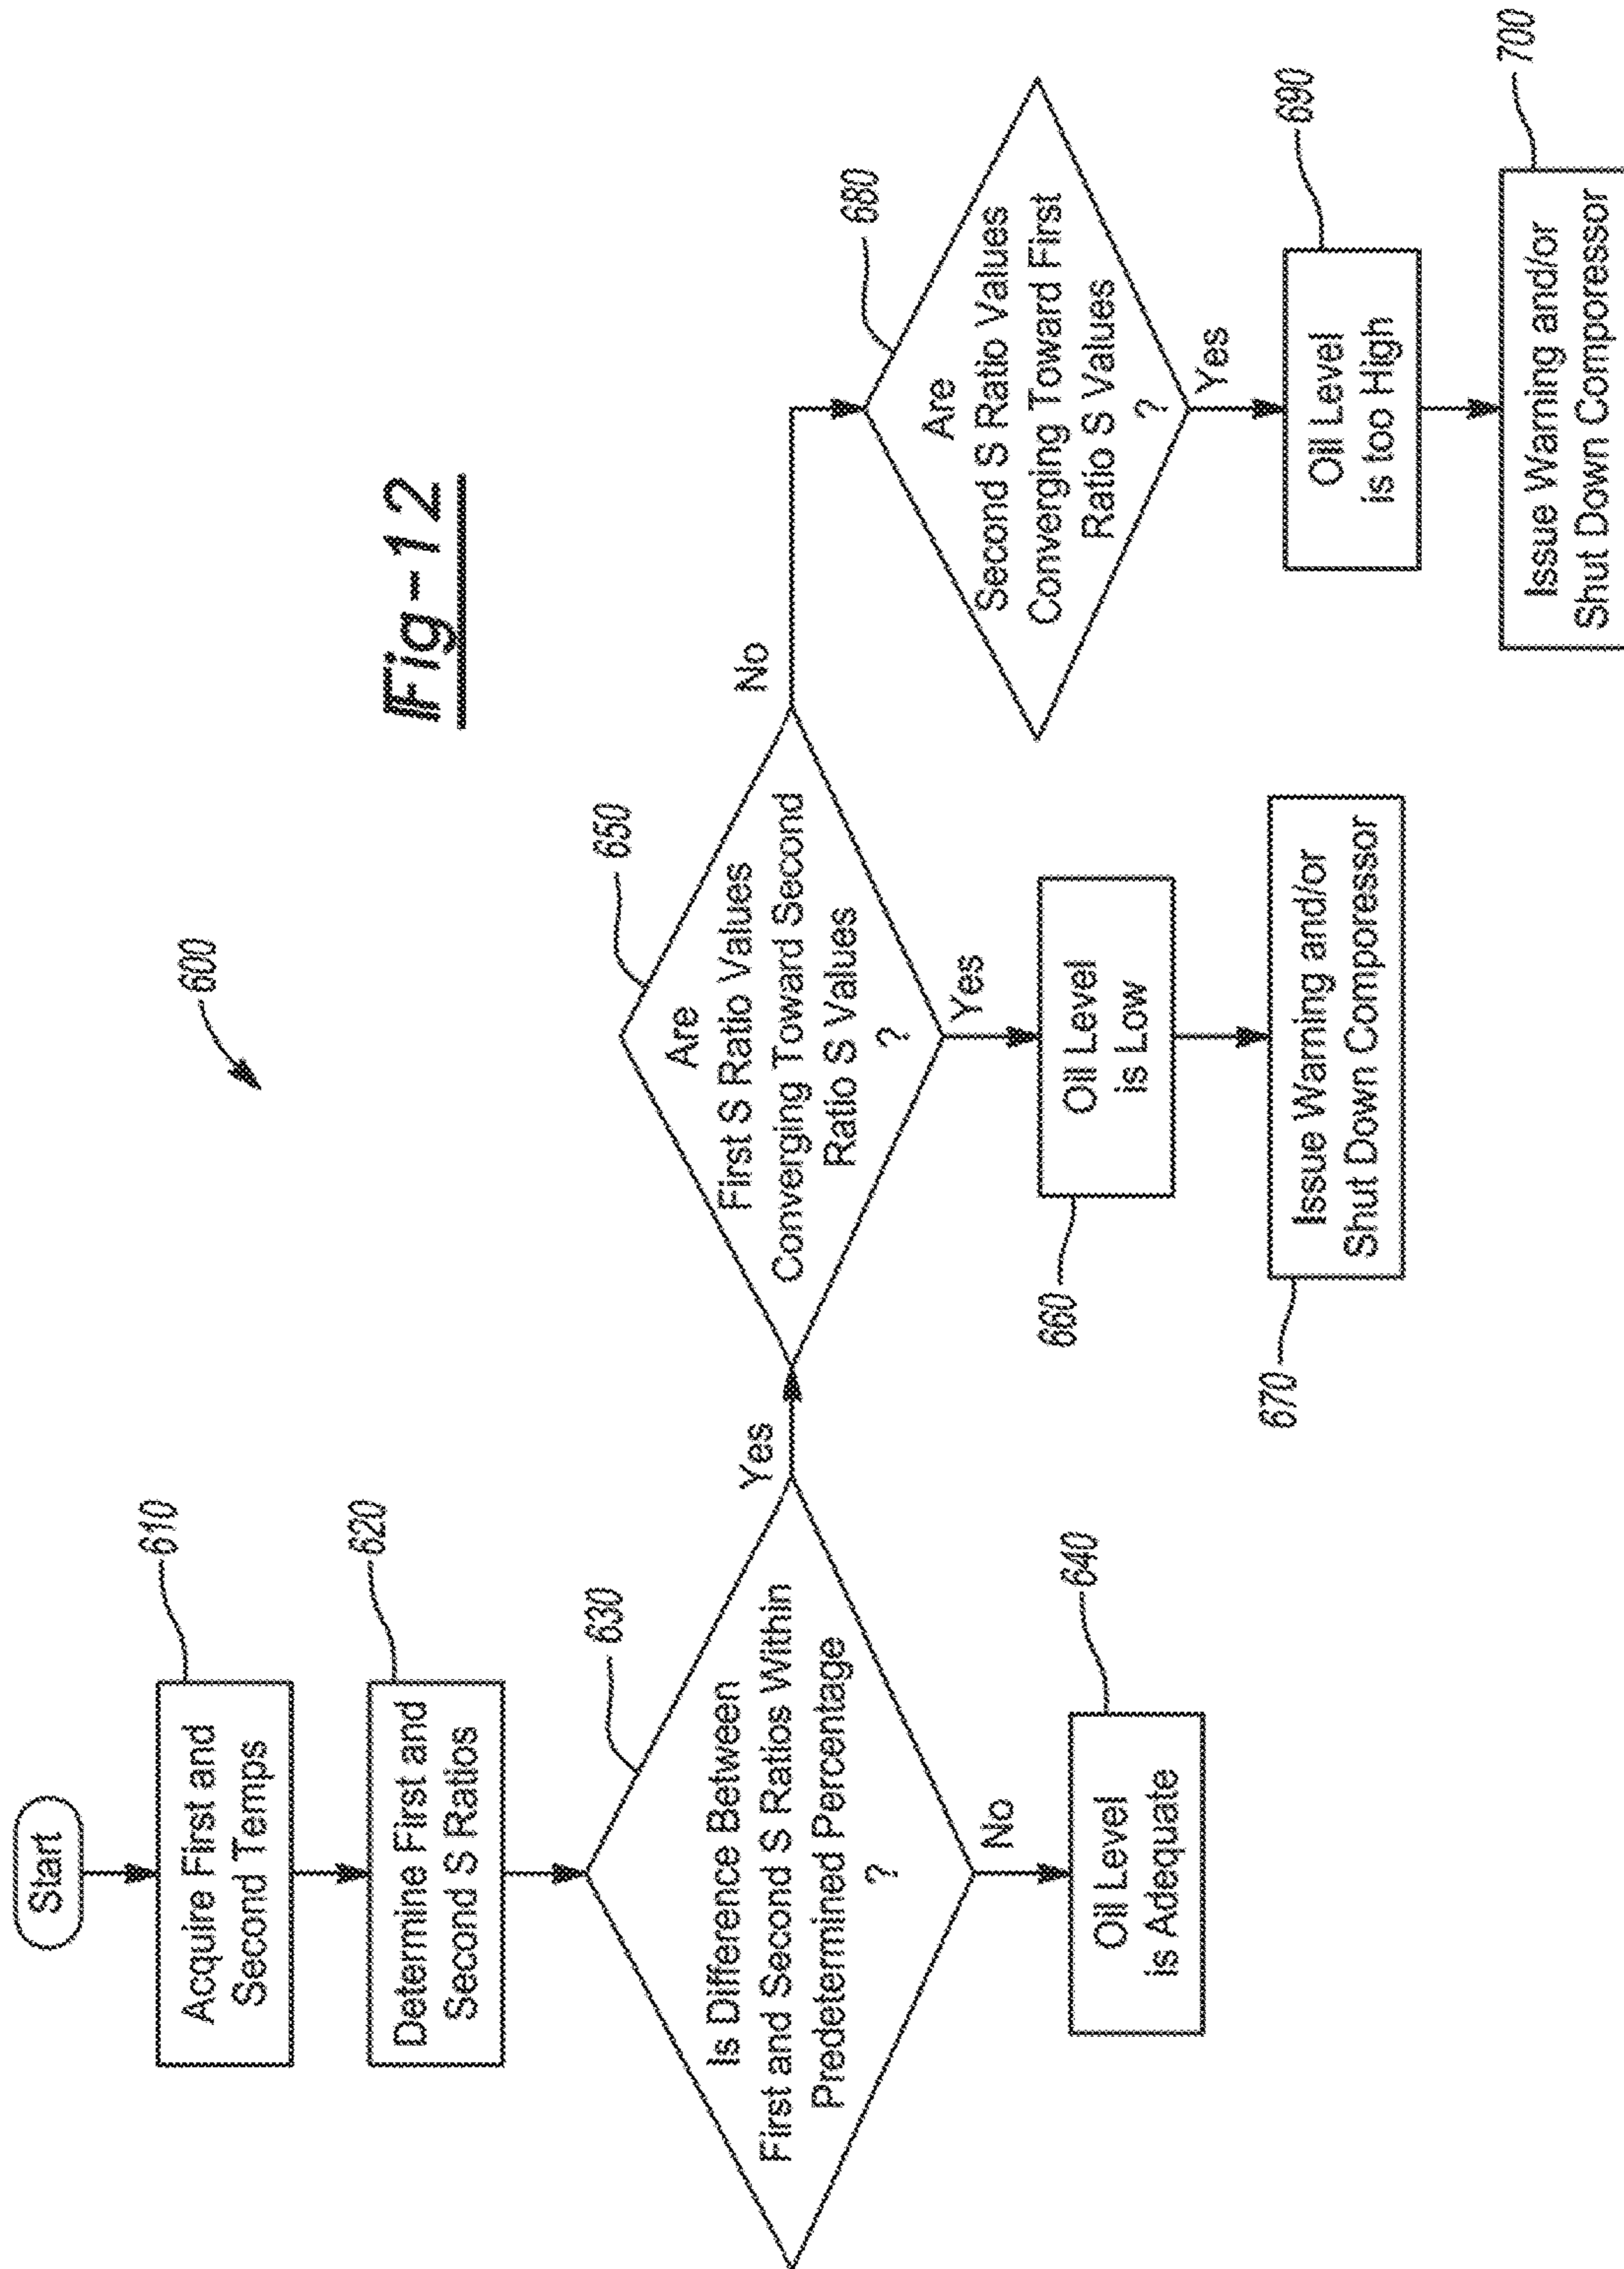 Fig-12
600
Start
Acquire First and
Second Temps
610
Determine First and
Second S Ratios
620
Is Difference Between
First and Second S Ratios Within
Predetermined Percentage
?
630
Yes
No
Oil Level
is Adequate
640
Are
First S Ratio Values
Converging Toward Second
Ratio S Values
?
650
No
Yes
Oil Level
is Low
660
Issue Warning and/or
Shut Down Comporessor
670
Are
Second S Ratio Values
Converging Toward First
Ratio S Values
?
680
Yes
Oil Level
is too High
690
Issue Warning and/or
Shut Down Comporessor
700